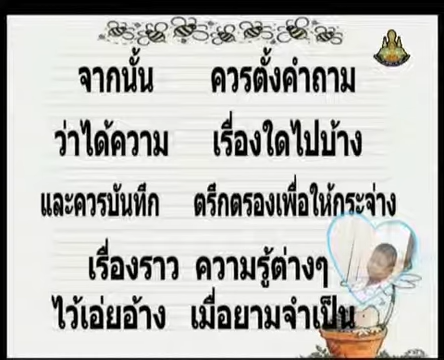 จากนั้น ควรตั้งคำถาม
ว่าได้ความ เรื่องใดไปบ้าง
และควรบันทึก ตรึกตรองเพื่อให้กระจ่าง
เรื่องราว ความรู้ต่างๆ
ไว้เอ่ยอ้าง เมื่อยามจำเป็น